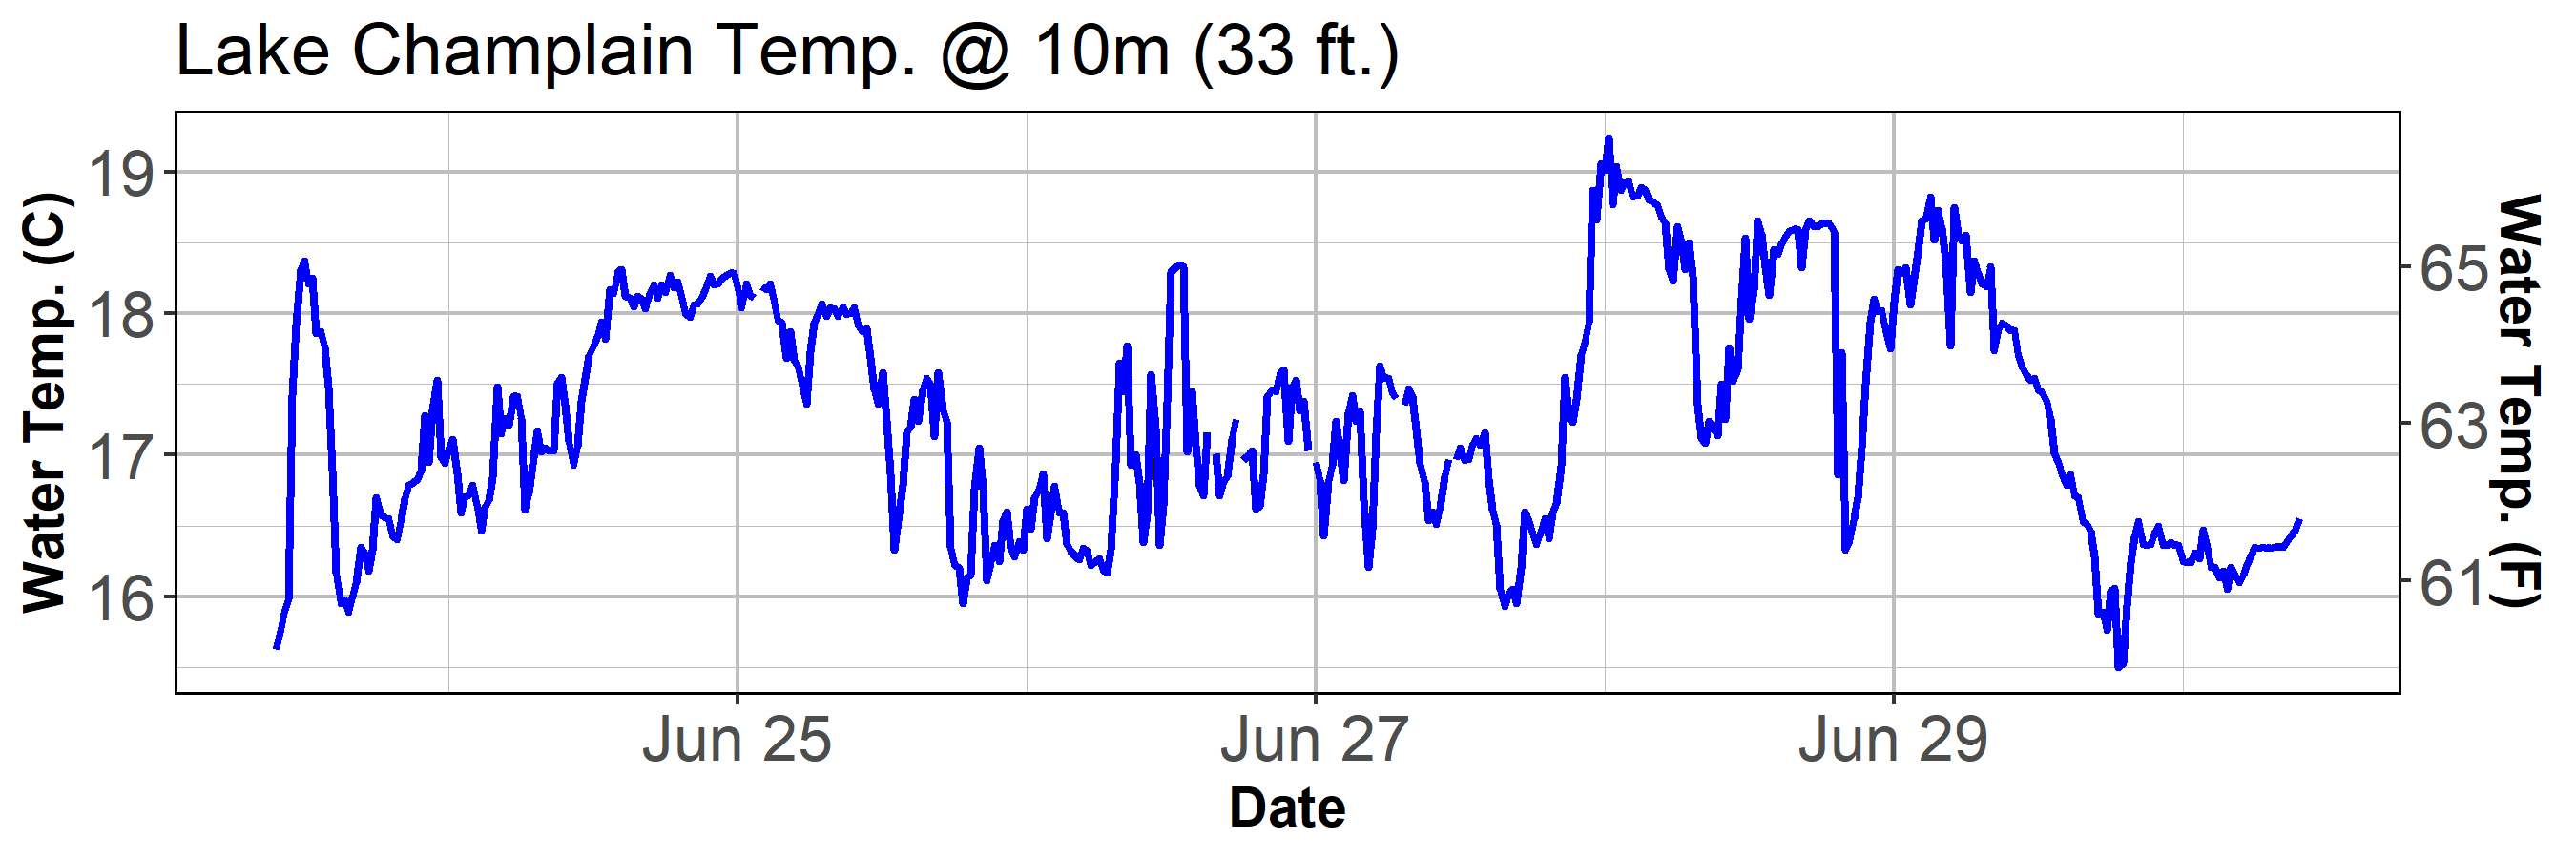 Lake Champlain Temp. @ 10m (33 ft.)
Water Temp. (C)
19
18
17
16
65
63
61
Water Temp. (F)
Jun 25
Jun 27
Jun 29
Date